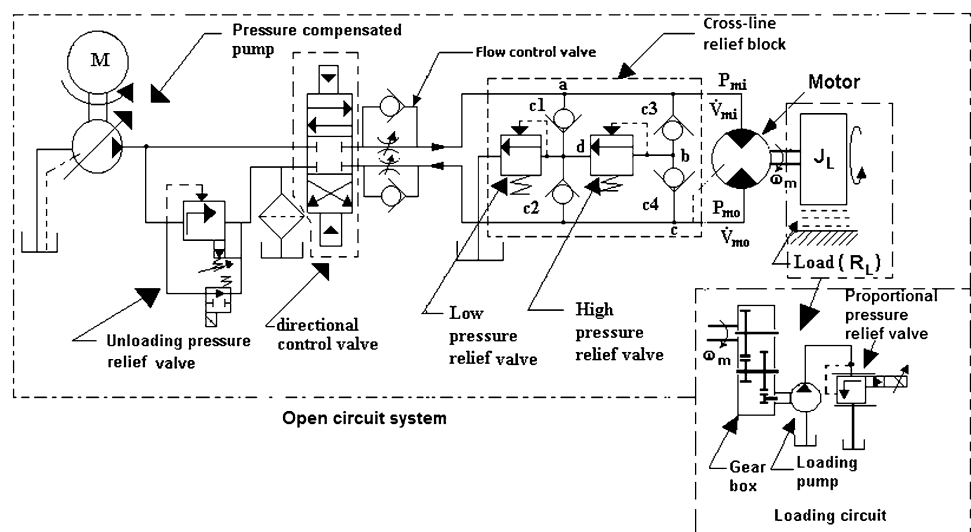 Pressure compensated
pump
M
Flow control valve
Cross-line
relief block
a
c1
c3
d
b
c2
c4
c
P mi
V̇ mi
Motor
J L
ω m
P mo
V̇ mo
Load ( R L )
Unloading pressure
relief valve
directional
control valve
Low
pressure
relief valve
High
pressure
relief valve
Open circuit system
Proportional
pressure
relief valve
ω m
Gear
box
Loading
pump
Loading circuit